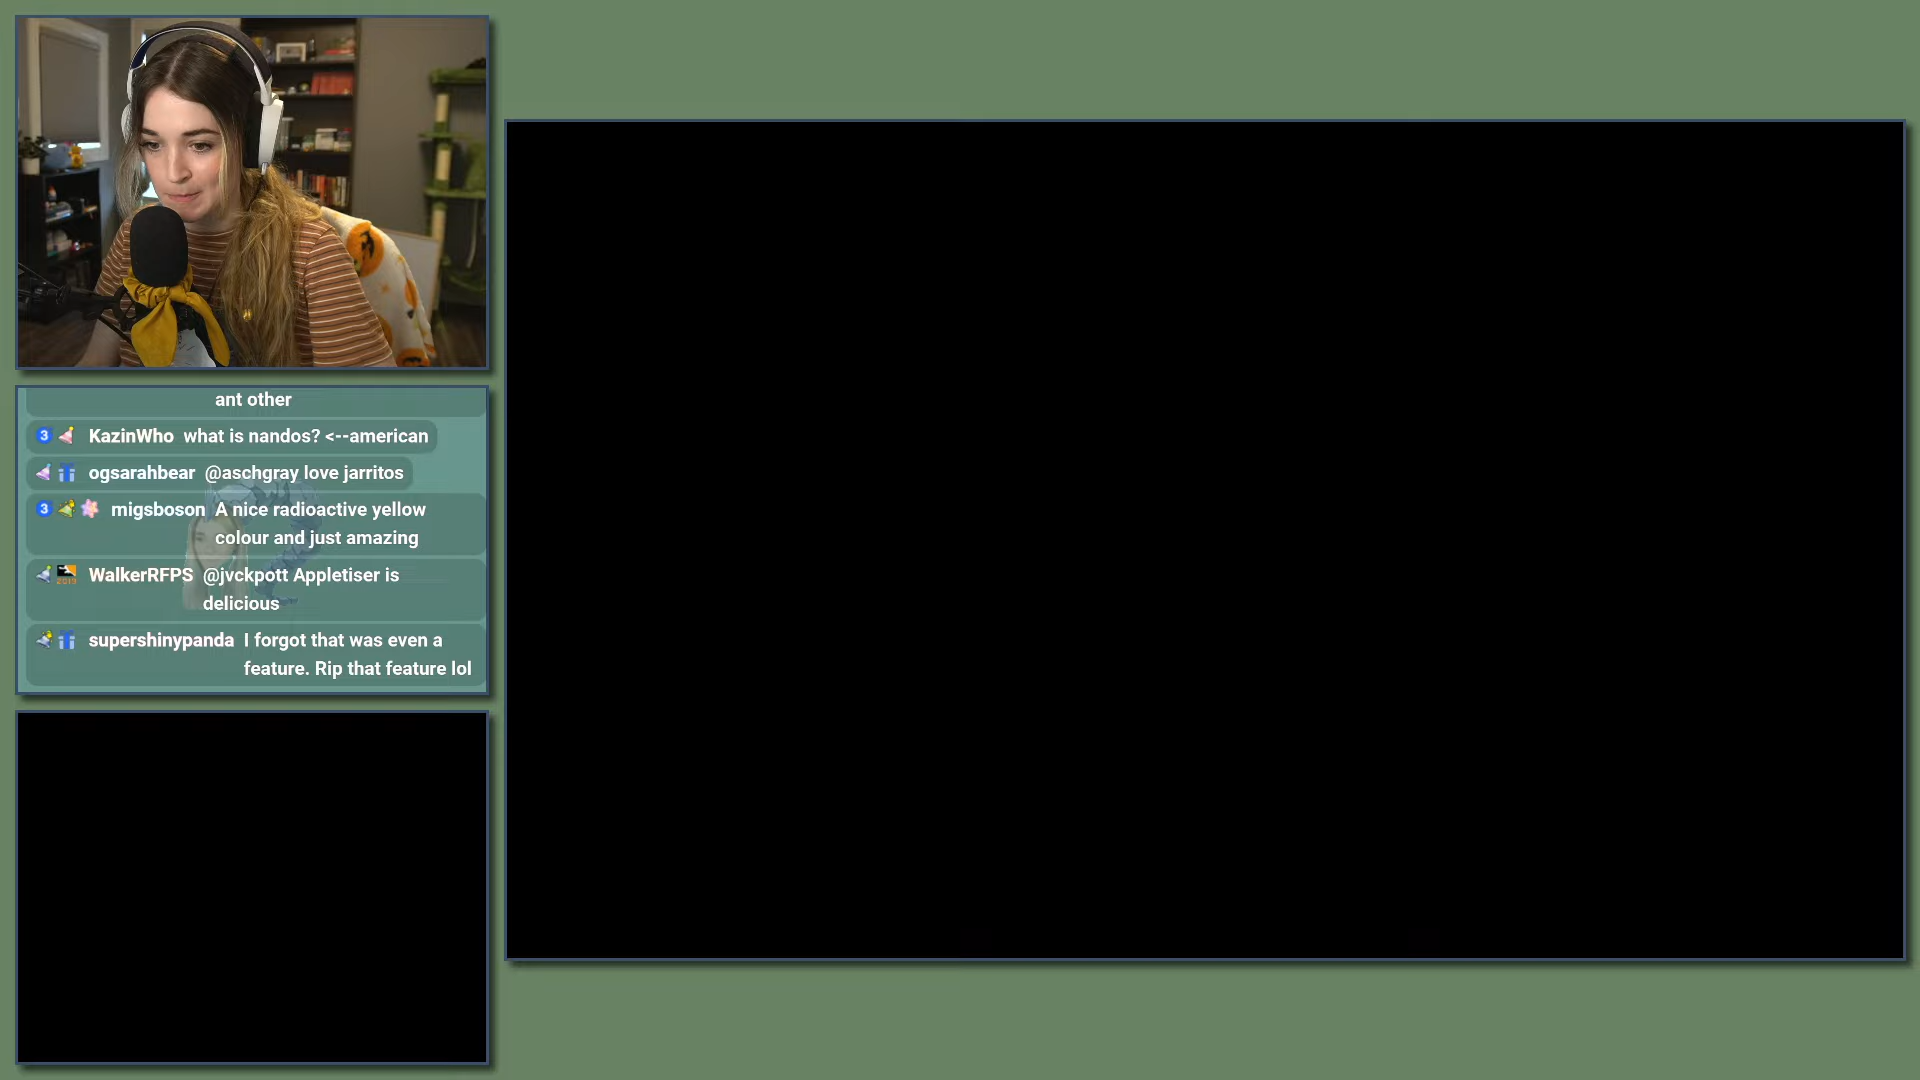 ant other
3 KazinWho what is nandos? <--american
ogsarahbear @aschgray love jarritos
3 migsboson A nice radioactive yellow
colour and just amazing
WalkerRFPS @jvckpott Appletiser is
2019
delicious
supershinypanda I forgot that was even a
feature. Rip that feature lol